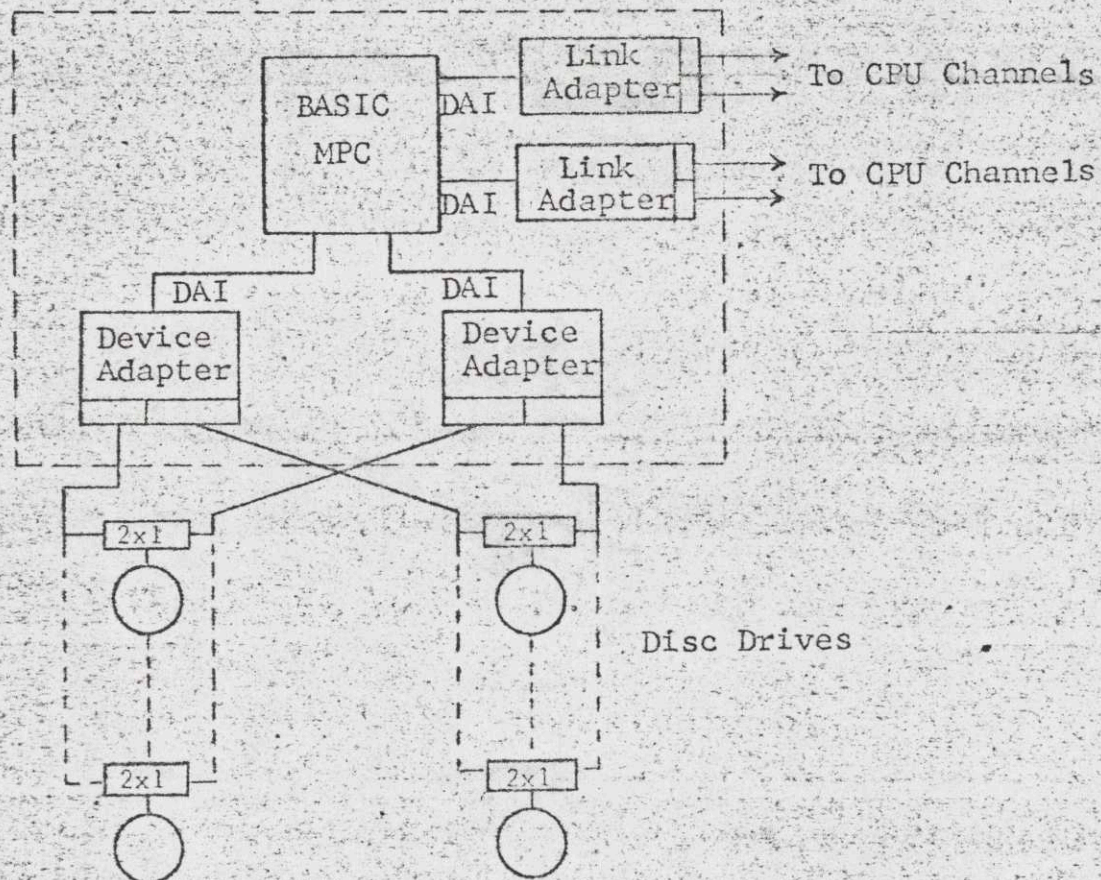 Link
Adapter
To CPU Channels
BASIC
MPC
DAI
Link
Adapter
To CPU Channels
DAI
DAI
DAI
Device
Adapter
Device
Adapter
2x1
2x1
Disc Drives
2x1
2x1